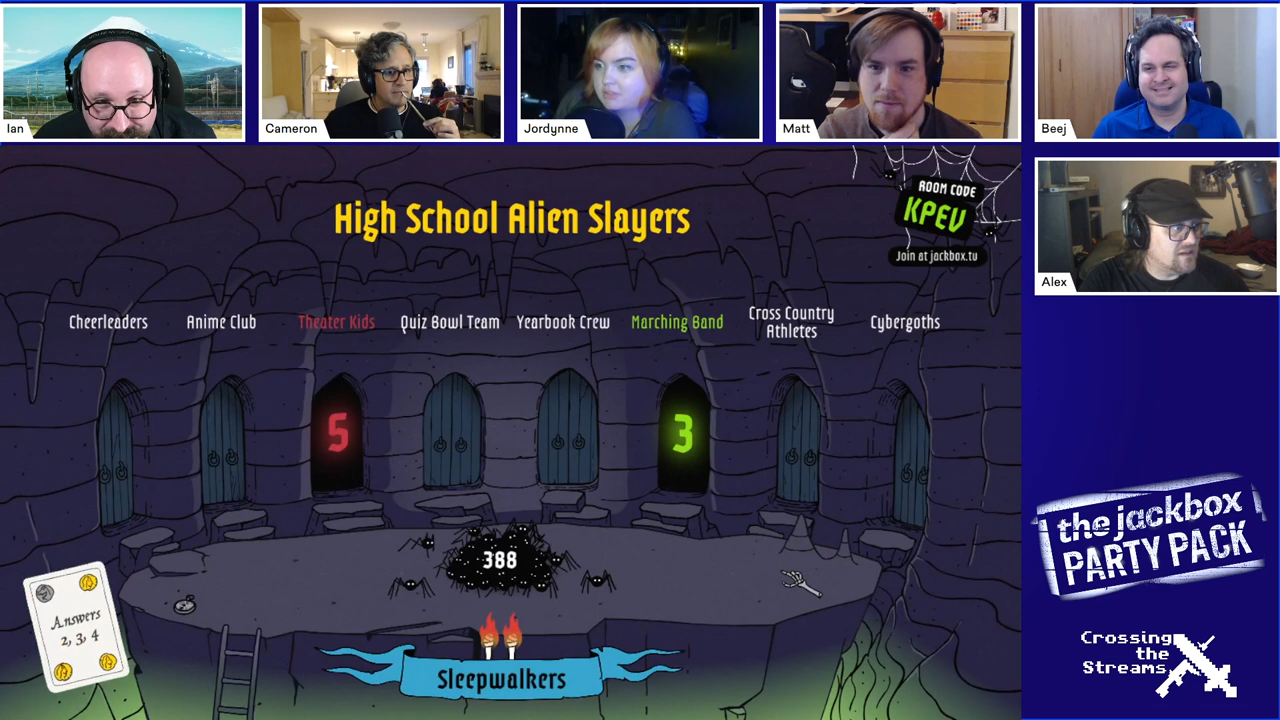 Ian
Cameron
Jordynne
Matt
Beej
Alex
High School Alien Slayers
ROOM CODE
KPEV
Join at jackbox.tv
Cheerleaders
Anime Club
Theater Kids
Quiz Bowl Team
Yearbook Crew
Marching Band
Cross Country
Athletes
Cybergoths
5
3
388
Answers
2, 3, 4
Sleepwalkers
the jackbox
PARTY PACK
Crossing
the
Streams